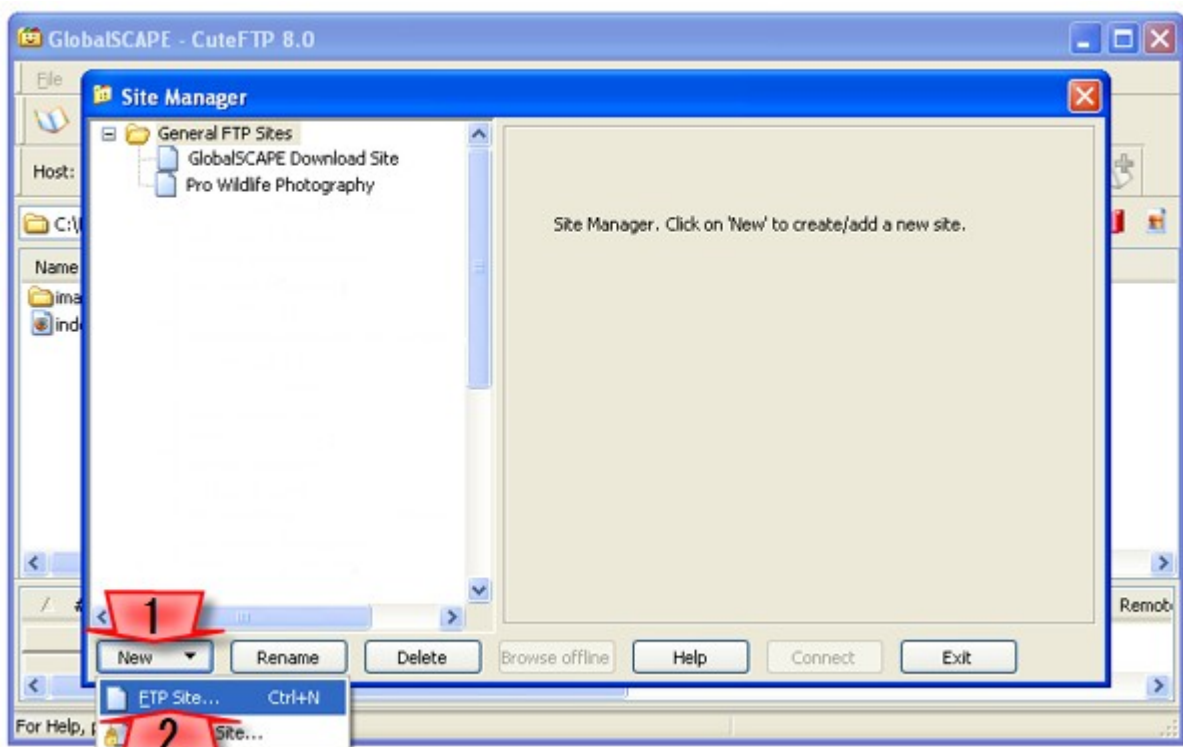 GlobalSCAPE - CuteFTP 8.0
File
Site Manager
General FTP Sites
GlobalSCAPE Download Site
Pro Wildlife Photography
Host:
C:\
Site Manager. Click on 'New' to create/add a new site.
Name
ima
ind
/ #
Remot
1
New Rename Delete Browse offline Help Connect Exit
FTP Site... Ctrl+N
For Help,
2
Site...